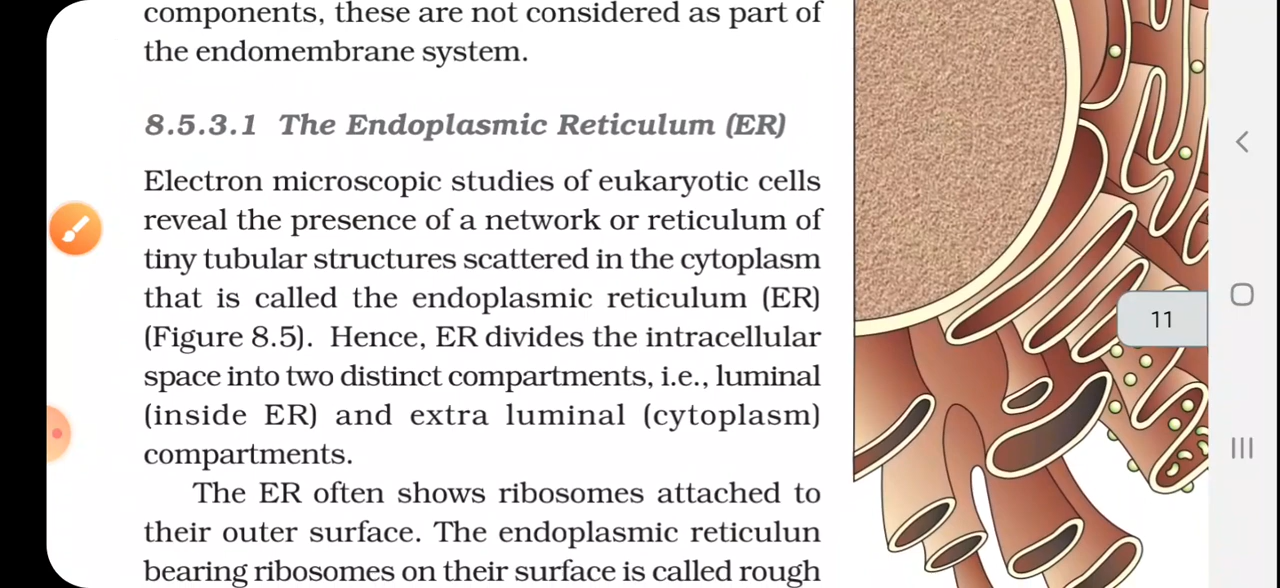 components, these are not considered as part of
the endomembrane system.
8.5.3.1 The Endoplasmic Reticulum (ER)
Electron microscopic studies of eukaryotic cells
reveal the presence of a network or reticulum of
tiny tubular structures scattered in the cytoplasm
that is called the endoplasmic reticulum (ER)
(Figure 8.5). Hence, ER divides the intracellular
space into two distinct compartments, i.e., luminal
(inside ER) and extra luminal (cytoplasm)
compartments.
The ER often shows ribosomes attached to
their outer surface. The endoplasmic reticulun
bearing ribosomes on their surface is called rough
11